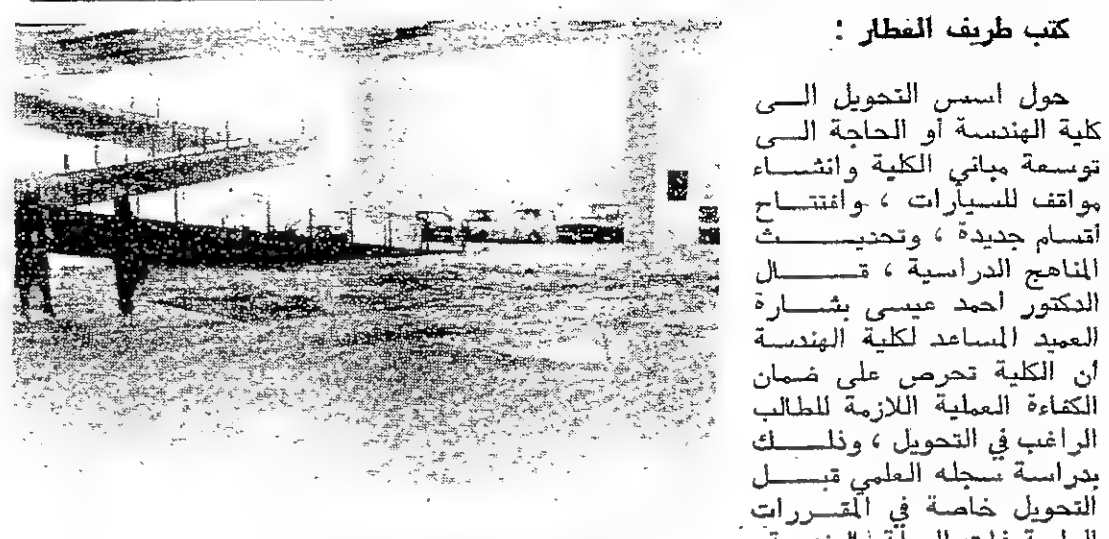 كتب طريف العطار :
حول اسس التحويل الى
كلية الهندسة أو الحاجة الى
توسعة مباني الكلية وانشاء
مواقف للسيارات ، وافتتاح
أقسام جديدة ، وتحديث
المناهج الدراسية ، قال
الدكتور أحمد عيسى بشارة
العميد المساعد لكلية الهندسة
أن الكلية تحرص على ضمان
الكفاءة العملية اللازمة للطالب
الراغب في التحويل ، وذلك
بدراسة سجله العلمي قبل
التحويل خاصة في المقررات